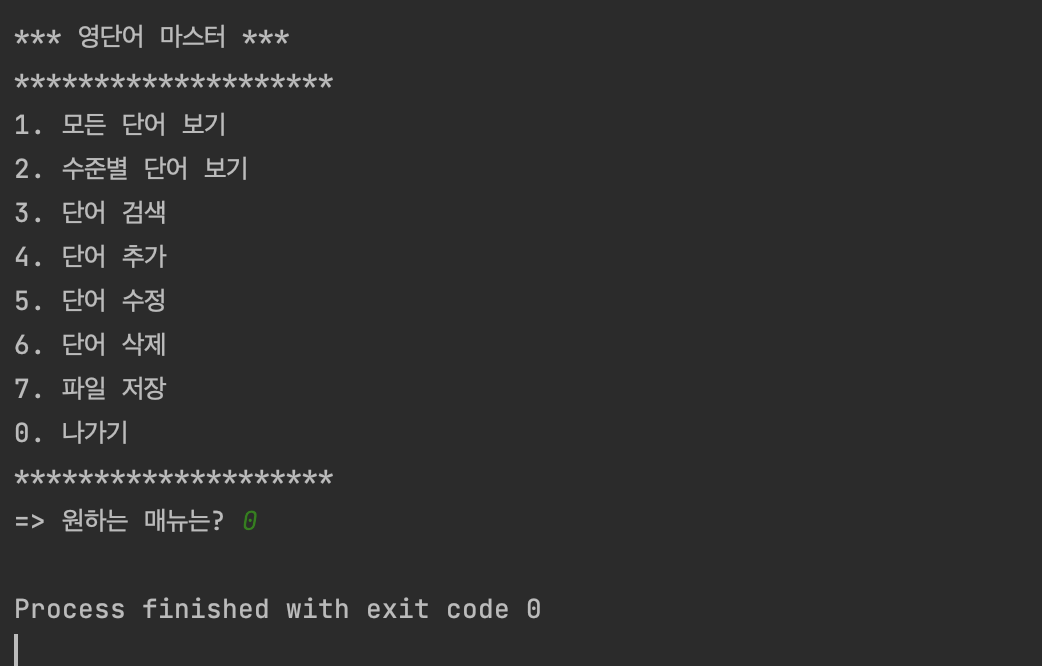 *** 영단어 마스터 ***
********************
1. 모든 단어 보기
2. 수준별 단어 보기
3. 단어 검색
4. 단어 추가
5. 단어 수정
6. 단어 삭제
7. 파일 저장
0. 나가기
********************
=> 원하는 매뉴는? 0
Process finished with exit code 0